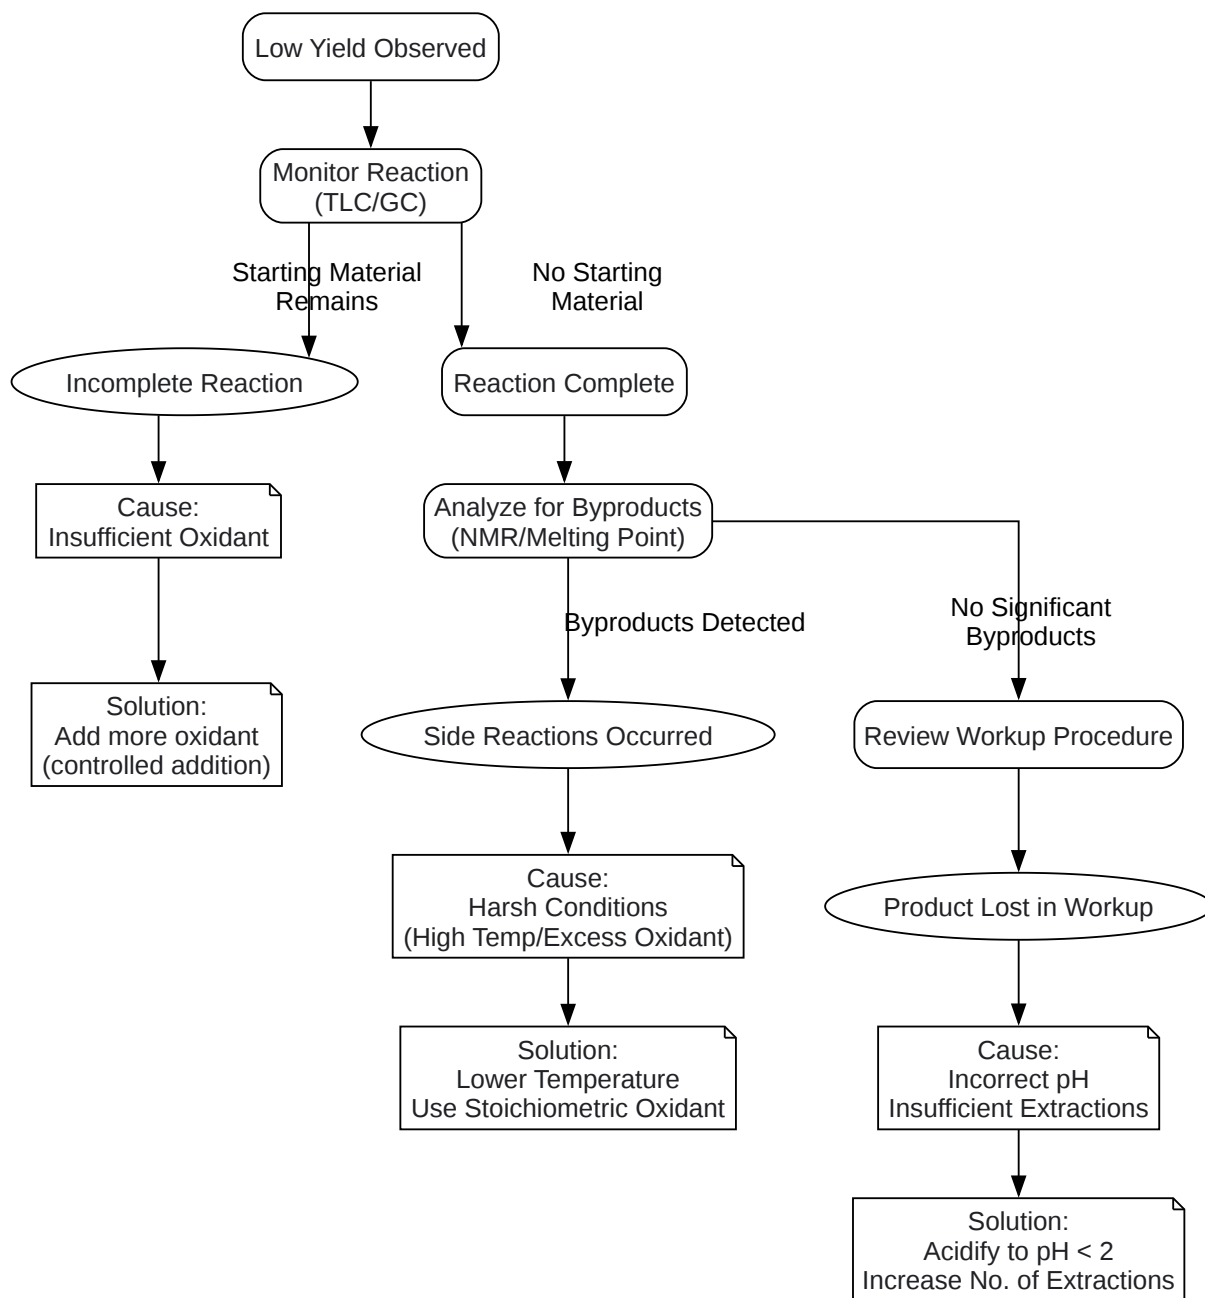 Low Yield Observed
Monitor Reaction
(TLC/GC)
Starting Material
Remains
No Starting
Material
Incomplete Reaction
Reaction Complete
Cause:
Insufficient Oxidant
Analyze for Byproducts
(NMR/Melting Point)
Byproducts Detected
No Significant
Byproducts
Solution:
Add more oxidant
(controlled addition)
Side Reactions Occurred
Review Workup Procedure
Cause:
Harsh Conditions
(High Temp/Excess Oxidant)
Product Lost in Workup
Solution:
Lower Temperature
Use Stoichiometric Oxidant
Cause:
Incorrect pH
Insufficient Extractions
Solution:
Acidify to pH < 2
Increase No. of Extractions